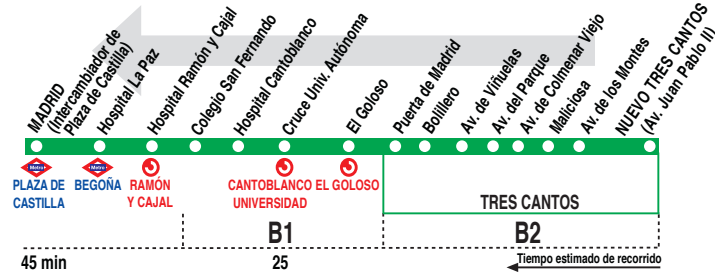 MADRID
(Intercambiador de
Plaza de Castilla)
Hospital La Paz
Hospital Ramón y Cajal
Colegio San Fernando
Hospital Cantoblanco
Cruce Univ. Autónoma
El Goloso
Puerta de Madrid
Bolillero
Av. de Viñuelas
Av. del Parque
Av. de Colmenar Viejo
Maliciosa
Av. de los Montes
NUEVO TRES CANTOS
(Av. Juan Pablo II)
Metro
Metro
PLAZA DE
CASTILLA
BEGOÑA
RAMÓN
Y CAJAL
CANTOBLANCO
UNIVERSIDAD
EL GOLOSO
TRES CANTOS
B1
B2
45 min
25
Tiempo estimado de recorrido